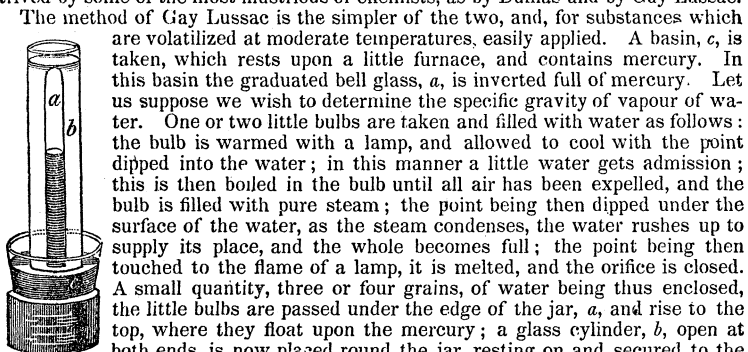 The method of Gay Lussac is the simpler of the two, and, for substances which
are volatilized at moderate temperatures, easily applied. A basin, c, is
taken, which rests upon a little furnace, and contains mercury. In
this basin the graduated bell glass, a, is inverted full of mercury. Let
us suppose we wish to determine the specific gravity of vapour of wa-
ter. One or two little bulbs are taken and filled with water as follows:
the bulb is warmed with a lamp, and allowed to cool with the point
dipped into the water; in this manner a little water gets admission;
this is then boiled in the bulb until all air has been expelled, and the
bulb is filled with pure steam; the point being then dipped under the
surface of the water, as the steam condenses, the water rushes up to
supply its place, and the whole becomes full; the point being then
touched to the flame of a lamp, it is melted, and the orifice is closed.
A small quantity, three or four grains, of water being thus enclosed,
the little bulbs are passed under the edge of the jar, a, and rise to the
top, where they float upon the mercury; a glass cylinder, b, open at
both ends, is now placed round the jar, resting on and secured to the
a
b
c